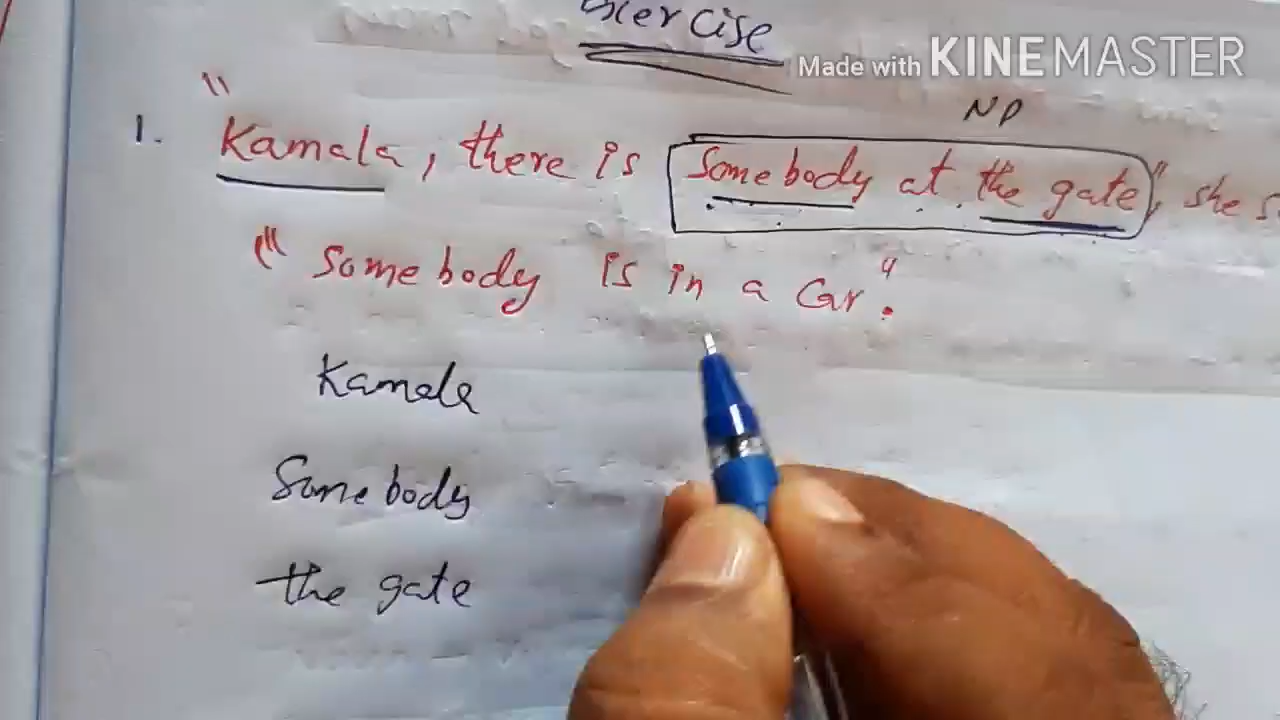 Exercise
Made with KINEMASTER
NP
1. "Kamala, there is somebody at the gate", she s
"Somebody is in a Car".
Kamala
Somebody
the gate